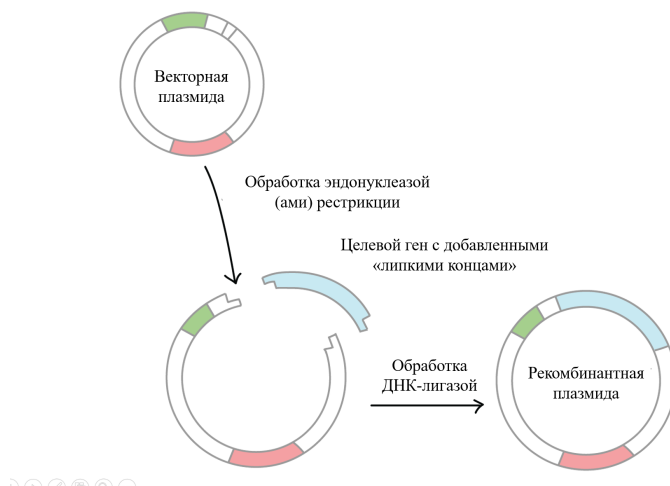 Векторная
плазмида
Обработка эндонуклеазой
(ами) рестрикции
Целевой ген с добавленными
«липкими концами»
Обработка
ДНК-лигазой
Рекомбинантная
плазмида